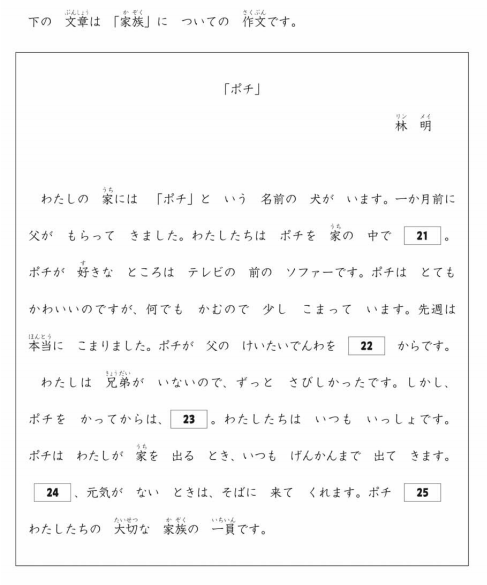 下の 文章は 「家族」に ついての 作文です。
「ポチ」
林 明
わたしの 家には 「ポチ」と いう 名前の 犬が います。一か月前に
父が もらって きました。わたしたちは ポチを 家の 中で 21 。
ポチが 好きな ところは テレビの 前の ソファーです。ポチは とても
かわいいのですが、何でも かむので 少し こまって います。先週は
本当に こまりました。ポチが 父の けいたいでんわを 22 からです。
わたしは 兄弟が いないので、ずっと さびしかったです。しかし、
ポチを かってからは、 23 。わたしたちは いつも いっしょです。
ポチは わたしが 家を 出る とき、いつも げんかんまで 出て きます。
24 、元気が ない ときは、そばに 来て くれます。ポチ 25
わたしたちの 大切な 家族の 一員です。